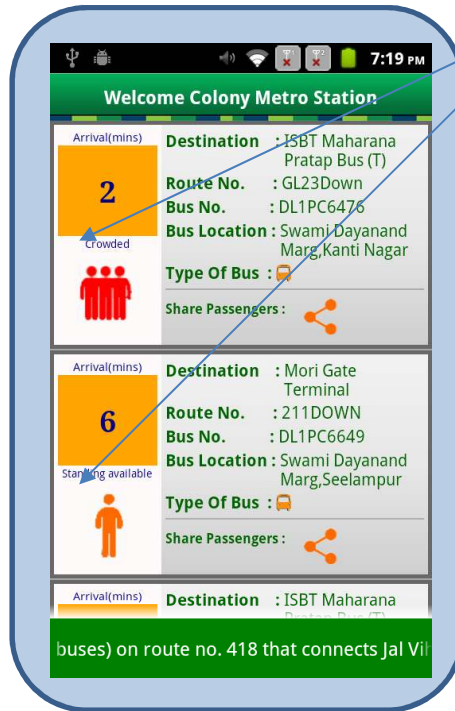 7:19 PM
Welcome Colony Metro Station
Arrival(mins)
2
Crowded
Destination : ISBT Maharana
Pratap Bus (T)
Route No. : GL23Down
Bus No. : DL1PC6476
Bus Location : Swami Dayanand
Marg,Kanti Nagar
Type Of Bus :
Share Passengers :
Arrival(mins)
6
Standing available
Destination : Mori Gate
Terminal
Route No. : 211DOWN
Bus No. : DL1PC6649
Bus Location : Swami Dayanand
Marg,Seelampur
Type Of Bus :
Share Passengers :
Arrival(mins)
Destination : ISBT Maharana
Pratap Bus (T)
buses) on route no. 418 that connects Jal Vih